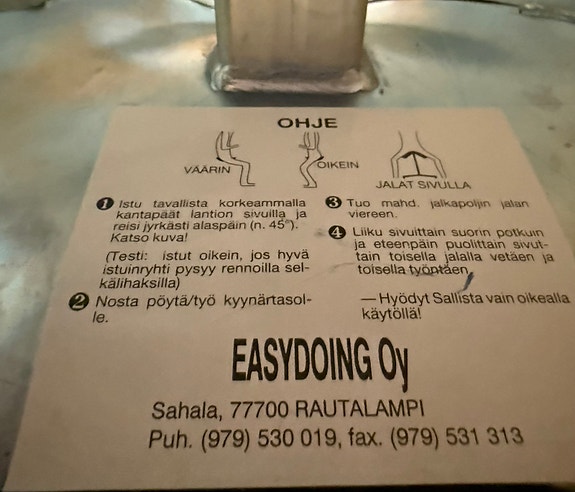 OHJE
VÄÄRIN
OIKEIN
JALAT SIVULLA
1 Istu tavallista korkeammalla
kantapäät lantion sivuilla ja
reisi jyrkästi alaspäin (n. 45°).
Katso kuva!
(Testi: istut oikein, jos hyvä
istuinryhti pysyy rennoilla sel-
kälihaksilla)
2 Nosta pöytä/työ kyynärtasol-
le.
3 Tuo mahd. jalkapoljin jalan
viereen.
4 Liiku sivuittain suorin potkuin
ja eteenpäin puolittain sivut-
tain toisella jalalla vetäen ja
toisella työntäen
— Hyödyt Sallista vain oikealla
käytöllä!
EASYDOING Oy
Sahala, 77700 RAUTALAMPI
Puh. (979) 530 019, fax. (979) 531 313